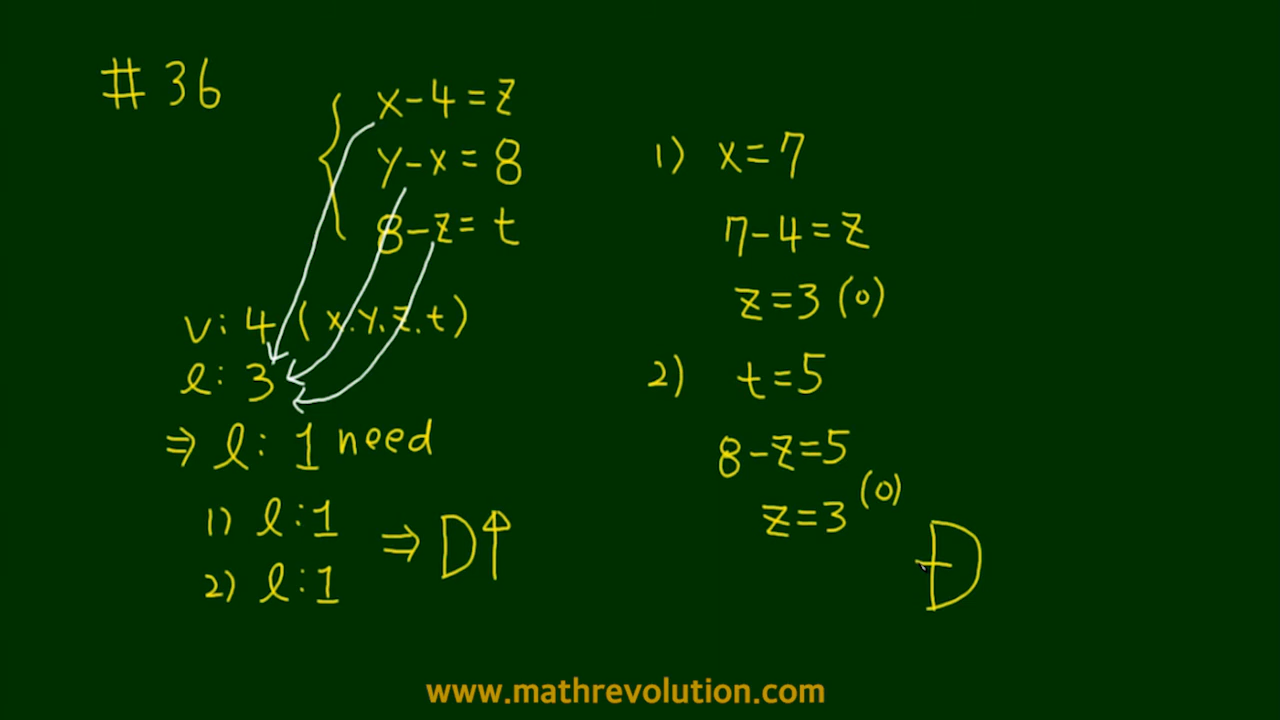 # 36
x-4=z
y-x=8
8-z=t
v: 4 (x.y.z.t)
l: 3
⇒ l: 1 need
1) l:1
2) l:1
⇒ D↑
1) x=7
7-4=z
z=3 (o)
2) t=5
8-z=5
z=3 (o)
D
www.mathrevolution.com